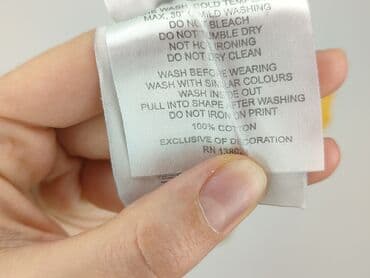 WASH COLD
MAX. 30° MILD WASHING
DO NOT BLEACH
DO NOT TUMBLE DRY
NOT HOT IRONING
DO NOT DRY CLEAN
WASH BEFORE WEARING
WASH WITH SIMILAR COLOURS
WASH INSIDE OUT
PULL INTO SHAPE AFTER WASHING
DO NOT IRON ON PRINT
100% COTTON
EXCLUSIVE OF DECORATION
RN